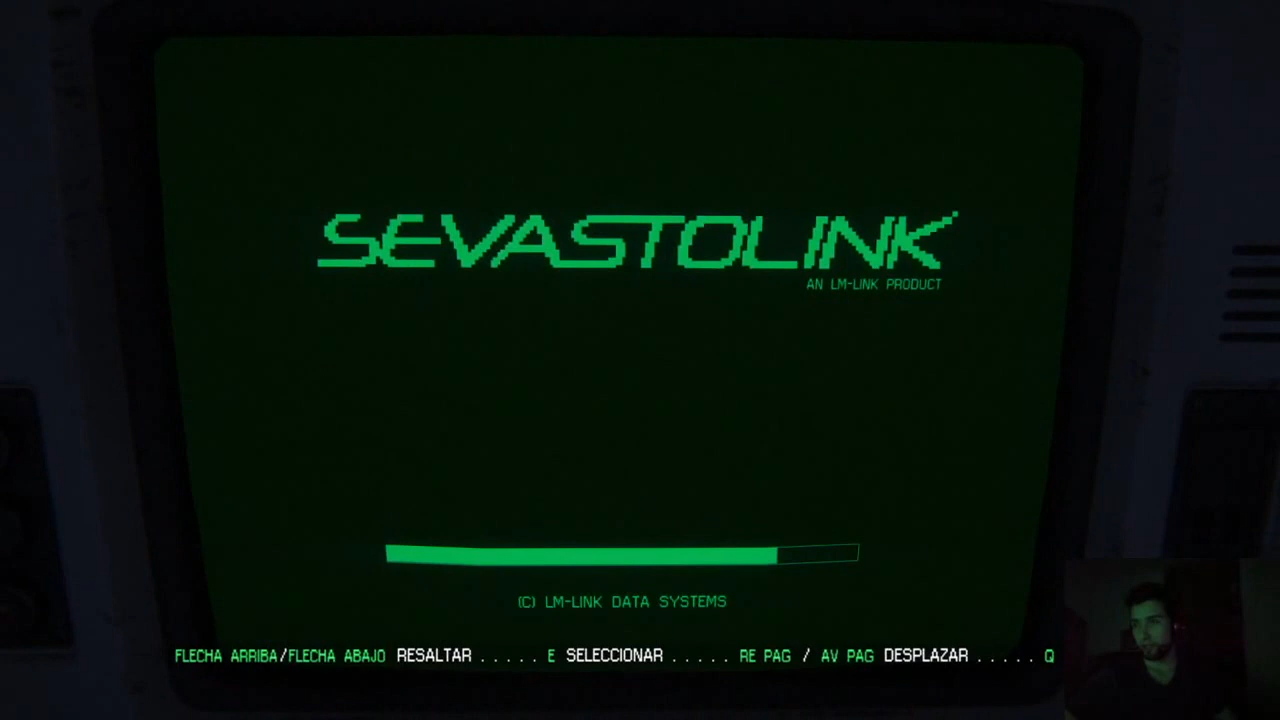 SEVASTOLINK
AN LM-LINK PRODUCT
(C) LM-LINK DATA SYSTEMS
FLECHA ARRIBA/FLECHA ABAJO RESALTAR ..... E SELECCIONAR ..... RE PAG / AV PAG DESPLAZAR ..... Q